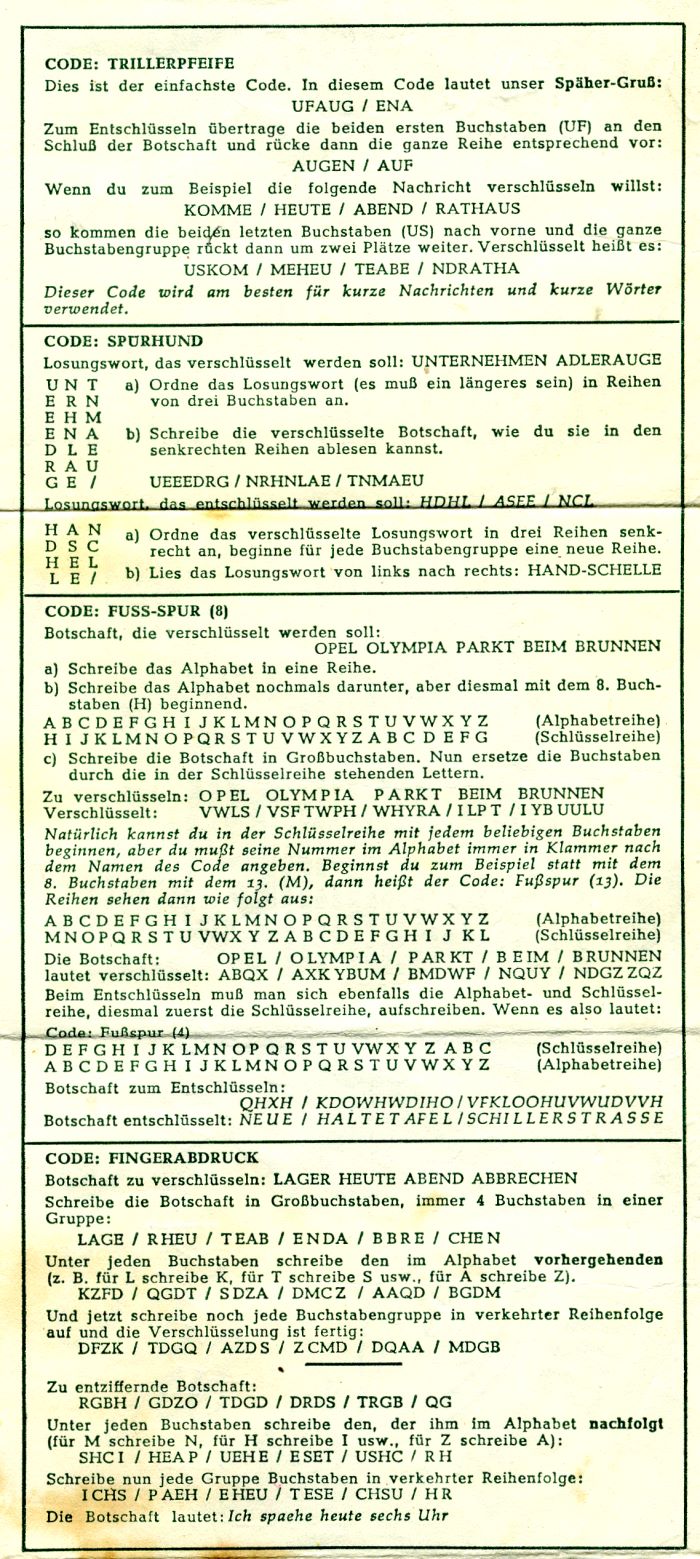 CODE: TRILLERPFEIFE
Dies ist der einfachste Code. In diesem Code lautet unser Späher-Gruß:
UFAUG / ENA
Zum Entschlüsseln übertrage die beiden ersten Buchstaben (UF) an den
Schluß der Botschaft und rücke dann die ganze Reihe entsprechend vor:
AUGEN / AUF
Wenn du zum Beispiel die folgende Nachricht verschlüsseln willst:
KOMME / HEUTE / ABEND / RATHAUS
so kommen die beiden letzten Buchstaben (US) nach vorne und die ganze
Buchstabengruppe rückt dann um zwei Plätze weiter. Verschlüsselt heißt es:
USKOM / MEHEU / TEABE / NDRATHA
Dieser Code wird am besten für kurze Nachrichten und kurze Wörter
verwendet.
CODE: SPÜRHUND
Losungswort, das verschlüsselt werden soll: UNTERNEHMEN ADLERAUGE
U N T a) Ordne das Losungswort (es muß ein längeres sein) in Reihen
E R N von drei Buchstaben an.
E H M
E N A b) Schreibe die verschlüsselte Botschaft, wie du sie in den
D L E senkrechten Reihen ablesen kannst.
R A U
G E / UEEEDRG / NRHNLAE / TNMAEU
Losungswort, das entschlüsselt werden soll: HDHL / ASEE / NCL
H A N a) Ordne das verschlüsselte Losungswort in drei Reihen senk-
D S C recht an, beginne für jede Buchstabengruppe eine neue Reihe.
H E L
L E / b) Lies das Losungswort von links nach rechts: HAND-SCHELLE
CODE: FUSS-SPUR (8)
Botschaft, die verschlüsselt werden soll:
OPEL OLYMPIA PARKT BEIM BRUNNEN
a) Schreibe das Alphabet in eine Reihe.
b) Schreibe das Alphabet nochmals darunter, aber diesmal mit dem 8. Buch-
staben (H) beginnend.
A B C D E F G H I J K L M N O P Q R S T U V W X Y Z (Alphabetreihe)
H I J K L M N O P Q R S T U V W X Y Z A B C D E F G (Schlüsselreihe)
c) Schreibe die Botschaft in Großbuchstaben. Nun ersetze die Buchstaben
durch die in der Schlüsselreihe stehenden Lettern.
Zu verschlüsseln: OPEL OLYMPIA PARKT BEIM BRUNNEN
Verschlüsselt: VWLS / VSFTWPH / WHYRA / ILPT / IYBUULU
Natürlich kannst du in der Schlüsselreihe mit jedem beliebigen Buchstaben
beginnen, aber du mußt seine Nummer im Alphabet immer in Klammer nach
dem Namen des Code angeben. Beginnst du zum Beispiel statt mit dem
8. Buchstaben mit dem 13. (M), dann heißt der Code: Fußspur (13). Die
Reihen sehen dann wie folgt aus:
A B C D E F G H I J K L M N O P Q R S T U V W X Y Z (Alphabetreihe)
M N O P Q R S T U V W X Y Z A B C D E F G H I J K L (Schlüsselreihe)
Die Botschaft: OPEL / OLYMPIA / PARKT / BEIM / BRUNNEN
lautet verschlüsselt: ABQX / AXKYBUM / BMDWF / NQUY / NDGZZQZ
Beim Entschlüsseln muß man sich ebenfalls die Alphabet- und Schlüssel-
reihe, diesmal zuerst die Schlüsselreihe, aufschreiben. Wenn es also lautet:
Code: Fußspur (4)
D E F G H I J K L M N O P Q R S T U V W X Y Z A B C (Schlüsselreihe)
A B C D E F G H I J K L M N O P Q R S T U V W X Y Z (Alphabetreihe)
Botschaft zum Entschlüsseln:
QHXH / KDOWHWDIHO / VFKLOOHUVWUDVVH
Botschaft entschlüsselt: NEUE / HALTETAFEL / SCHILLERSTRASSE
CODE: FINGERABDRUCK
Botschaft zu verschlüsseln: LAGER HEUTE ABEND ABBRECHEN
Schreibe die Botschaft in Großbuchstaben, immer 4 Buchstaben in einer
Gruppe:
LAGE / RHEU / TEAB / ENDA / BBRE / CHEN
Unter jeden Buchstaben schreibe den im Alphabet vorhergehenden
(z. B. für L schreibe K, für T schreibe S usw., für A schreibe Z).
KZFD / QGDT / SDZA / DMCZ / AAQD / BGDM
Und jetzt schreibe noch jede Buchstabengruppe in verkehrter Reihenfolge
auf und die Verschlüsselung ist fertig:
DFZK / TDGQ / AZDS / ZCMD / DQAA / MDGB
Zu entziffernde Botschaft:
RGBH / GDZO / TDGD / DRDS / TRGB / QG
Unter jeden Buchstaben schreibe den, der ihm im Alphabet nachfolgt
(für M schreibe N, für H schreibe I usw., für Z schreibe A):
SHCI / HEAP / UEHE / ESET / USHC / RH
Schreibe nun jede Gruppe Buchstaben in verkehrter Reihenfolge:
ICHS / PAEH / EHEU / TESE / CHSU / HR
Die Botschaft lautet: Ich spaehe heute sechs Uhr